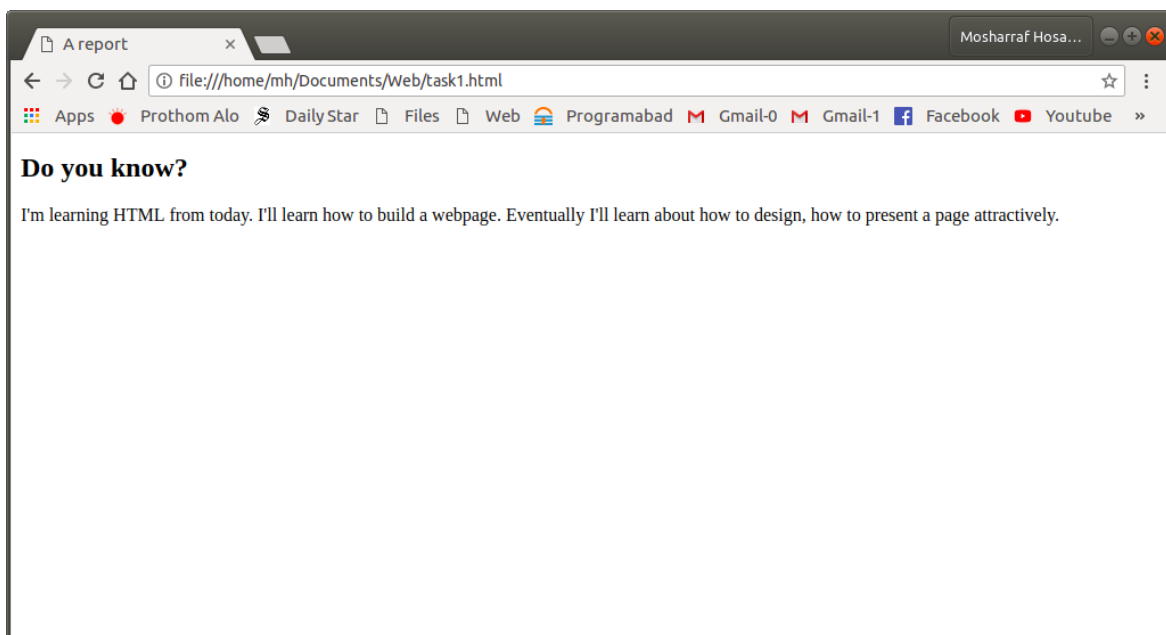 A report
Mosharraf Hosa...
file:///home/mh/Documents/Web/task1.html
Apps Prothom Alo Daily Star Files Web Programabad Gmail-0 Gmail-1 Facebook Youtube »
Do you know?
I'm learning HTML from today. I'll learn how to build a webpage. Eventually I'll learn about how to design, how to present a page attractively.